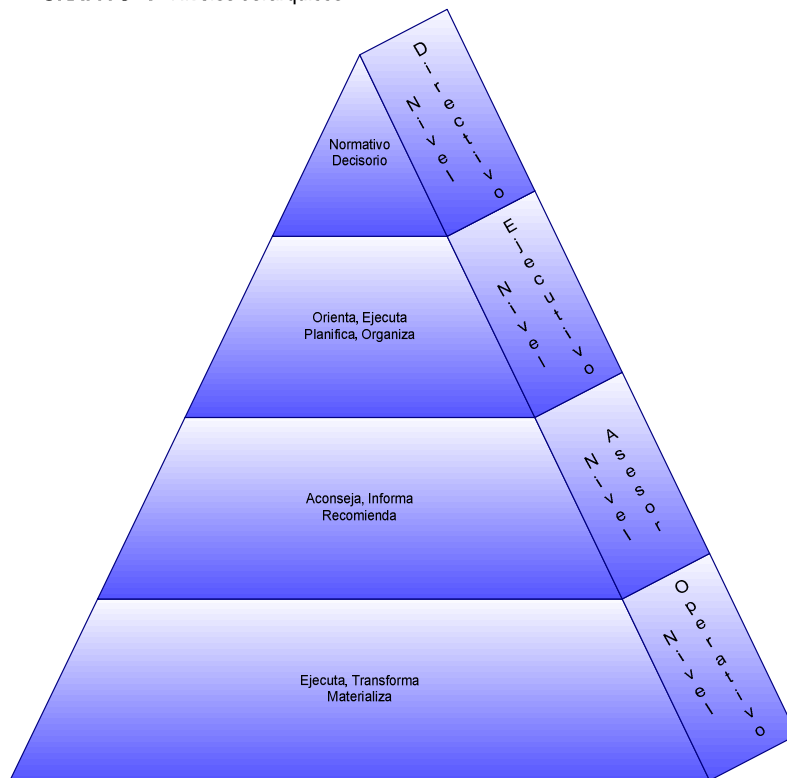 Normativo
Decisorio
Nivel Directivo
Orienta, Ejecuta
Planifica, Organiza
Nivel Ejecutivo
Aconseja, Informa
Recomienda
Nivel Asesor
Ejecuta, Transforma
Materializa
Nivel Operativo